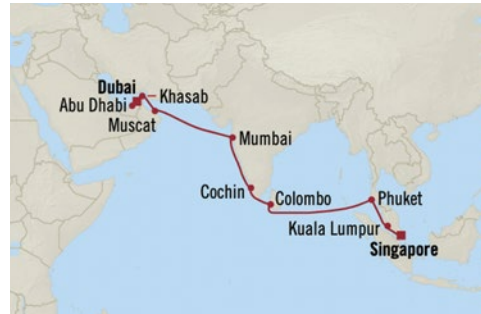 Dubai
Khasab
Abu Dhabi
Muscat
Mumbai
Cochin
Colombo
Phuket
Kuala Lumpur
Singapore